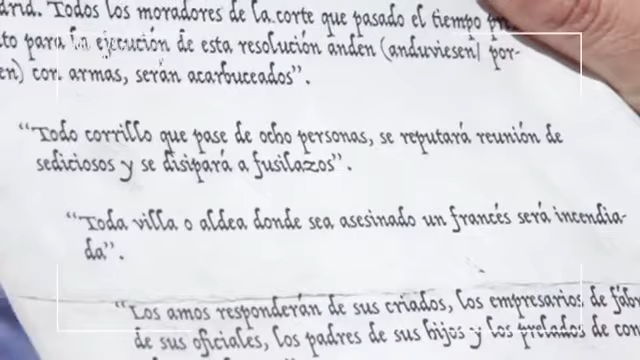 drid. Todos los moradores de la corte que pasado el tiempo
to para la ejecución de esta resolución anden (anduviesen/ por-
en) con armas, serán acarbuceados”.
“Todo corrillo que pase de ocho personas, se reputará reunión de
sediciosos y se disipará a fusilazos”.
“Toda villa o aldea donde sea asesinado un francés será incendia-
da”.
“Los amos responderán de sus criados, los empresarios de fábr
de sus oficiales, los padres de sus hijos y los prelados de con